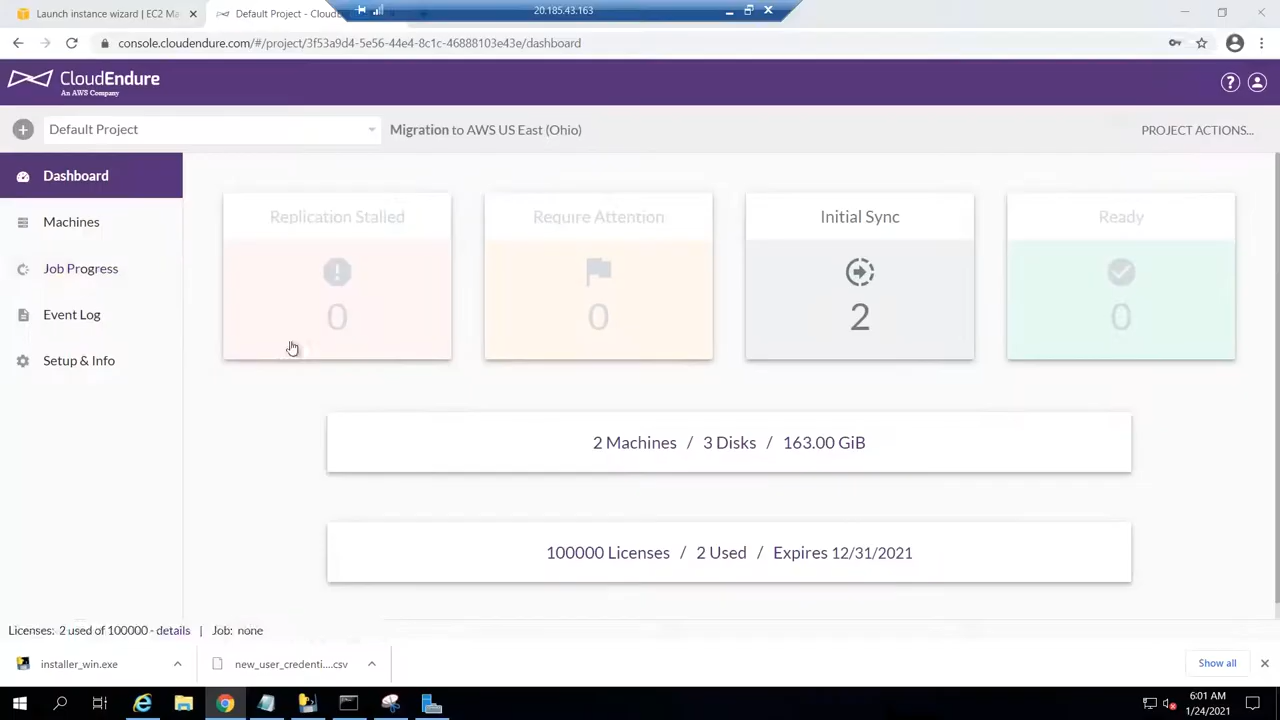 Launch instance wizard | EC2 Ma
Default Project - CloudE
20.185.43.163
console.cloudendure.com/#/project/3f53a9d4-5e56-44e4-8c1c-46888103e43e/dashboard
CloudEndure
An AWS Company
Default Project
Migration to AWS US East (Ohio)
PROJECT ACTIONS...
Dashboard
Machines
Job Progress
Event Log
Setup & Info
Replication Stalled
0
Require Attention
0
Initial Sync
2
Ready
0
2 Machines / 3 Disks / 163.00 GiB
100000 Licenses / 2 Used / Expires 12/31/2021
Licenses: 2 used of 100000 - details | Job: none
installer_win.exe
new_user_credenti....csv
Show all
6:01 AM
1/24/2021